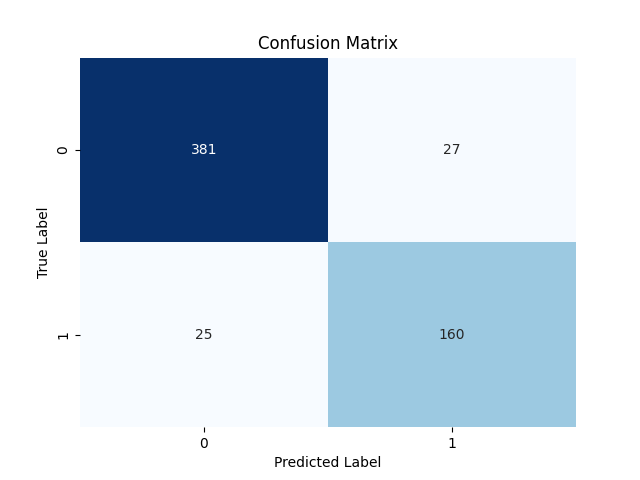 Confusion Matrix
True Label
0
381
27
1
25
160
0
1
Predicted Label